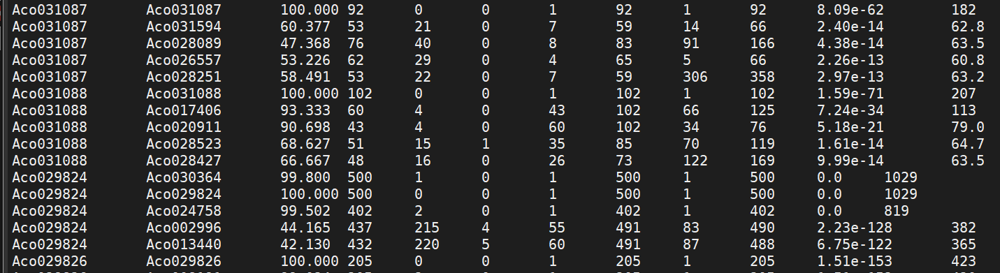 Aco031087 Aco031087 100.000 92 0 0 1 92 1 92 8.09e-62 182
Aco031087 Aco031594 60.377 53 21 0 7 59 14 66 2.40e-14 62.8
Aco031087 Aco028089 47.368 76 40 0 8 83 91 166 4.38e-14 63.5
Aco031087 Aco026557 53.226 62 29 0 4 65 5 66 2.26e-13 60.8
Aco031087 Aco028251 58.491 53 22 0 7 59 306 358 2.97e-13 63.2
Aco031088 Aco031088 100.000 102 0 0 1 102 1 102 1.59e-71 207
Aco031088 Aco017406 93.333 60 4 0 43 102 66 125 7.24e-34 113
Aco031088 Aco020911 90.698 43 4 0 60 102 34 76 5.18e-21 79.0
Aco031088 Aco028523 68.627 51 15 1 35 85 70 119 1.61e-14 64.7
Aco031088 Aco028427 66.667 48 16 0 26 73 122 169 9.99e-14 63.5
Aco029824 Aco030364 99.800 500 1 0 1 500 1 500 0.0 1029
Aco029824 Aco029824 100.000 500 0 0 1 500 1 500 0.0 1029
Aco029824 Aco024758 99.502 402 2 0 1 402 1 402 0.0 819
Aco029824 Aco002996 44.165 437 215 4 55 491 83 490 2.23e-128 382
Aco029824 Aco013440 42.130 432 220 5 60 491 87 488 6.75e-122 365
Aco029826 Aco029826 100.000 205 0 0 1 205 1 205 1.51e-153 423